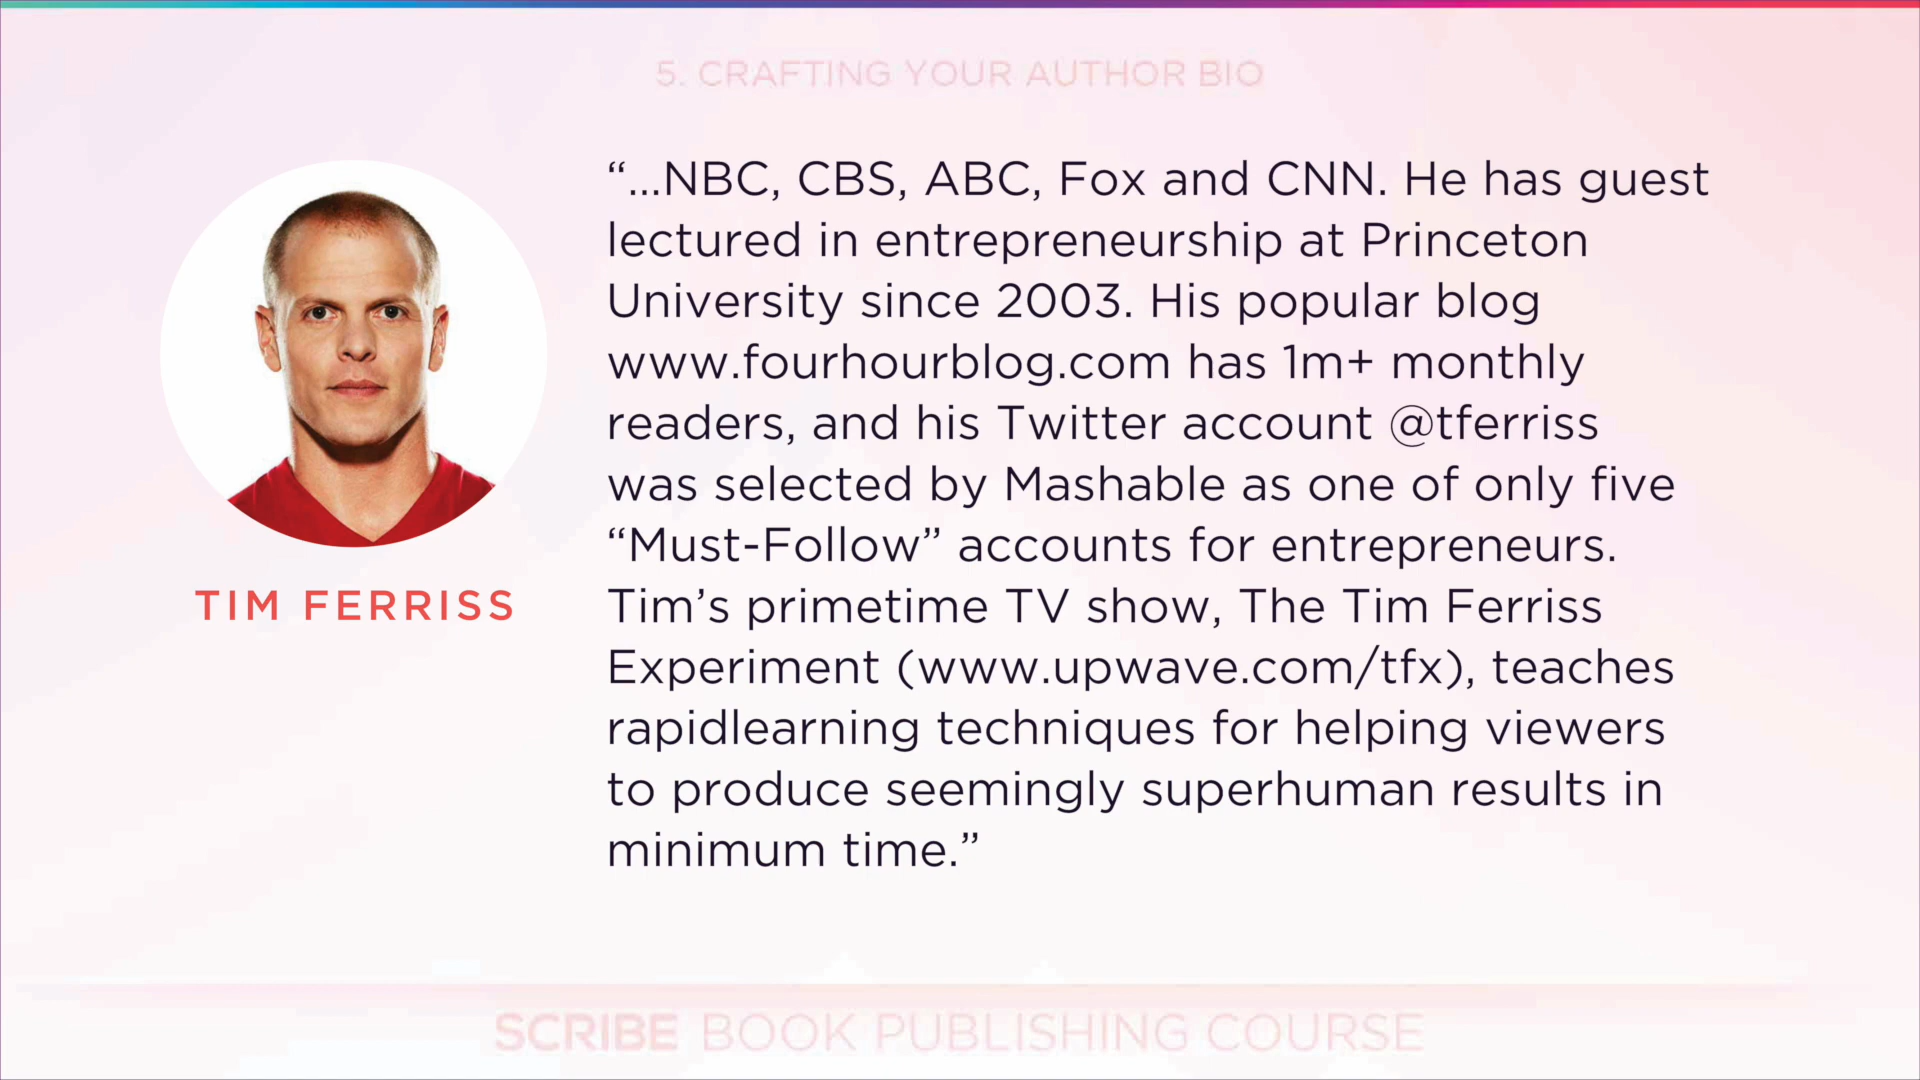 5. CRAFTING YOUR AUTHOR BIO
“...NBC, CBS, ABC, Fox and CNN. He has guest
lectured in entrepreneurship at Princeton
University since 2003. His popular blog
www.fourhourblog.com has 1m+ monthly
readers, and his Twitter account @tferriss
was selected by Mashable as one of only five
“Must-Follow” accounts for entrepreneurs.
Tim’s primetime TV show, The Tim Ferriss
Experiment (www.upwave.com/tfx), teaches
rapidlearning techniques for helping viewers
to produce seemingly superhuman results in
minimum time.”
TIM FERRISS
SCRIBE BOOK PUBLISHING COURSE